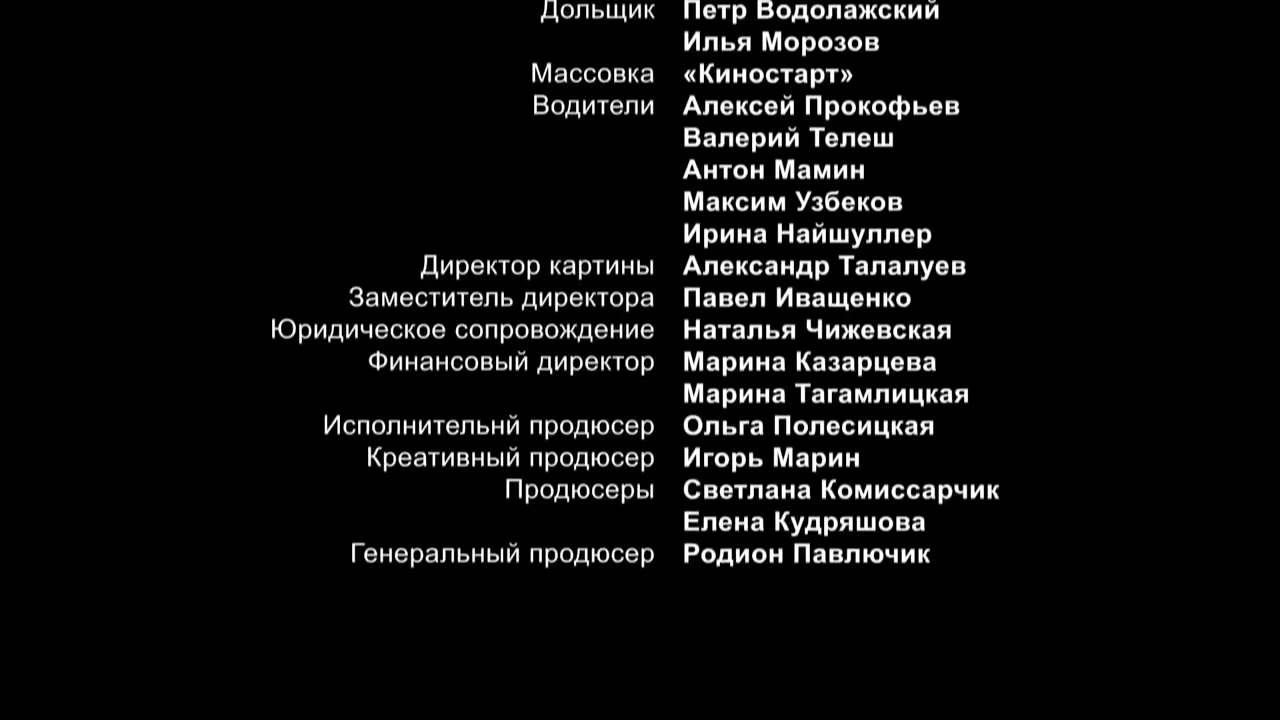 Дольщик Петр Водолажский
Илья Морозов
Массовка «Киностарт»
Водители Алексей Прокофьев
Валерий Телеш
Антон Мамин
Максим Узбеков
Ирина Найшуллер
Директор картины Александр Талалуев
Заместитель директора Павел Иващенко
Юридическое сопровождение Наталья Чижевская
Финансовый директор Марина Казарцева
Марина Тагамлицкая
Исполнительнй продюсер Ольга Полесицкая
Креативный продюсер Игорь Марин
Продюсеры Светлана Комиссарчик
Елена Кудряшова
Генеральный продюсер Родион Павлючик